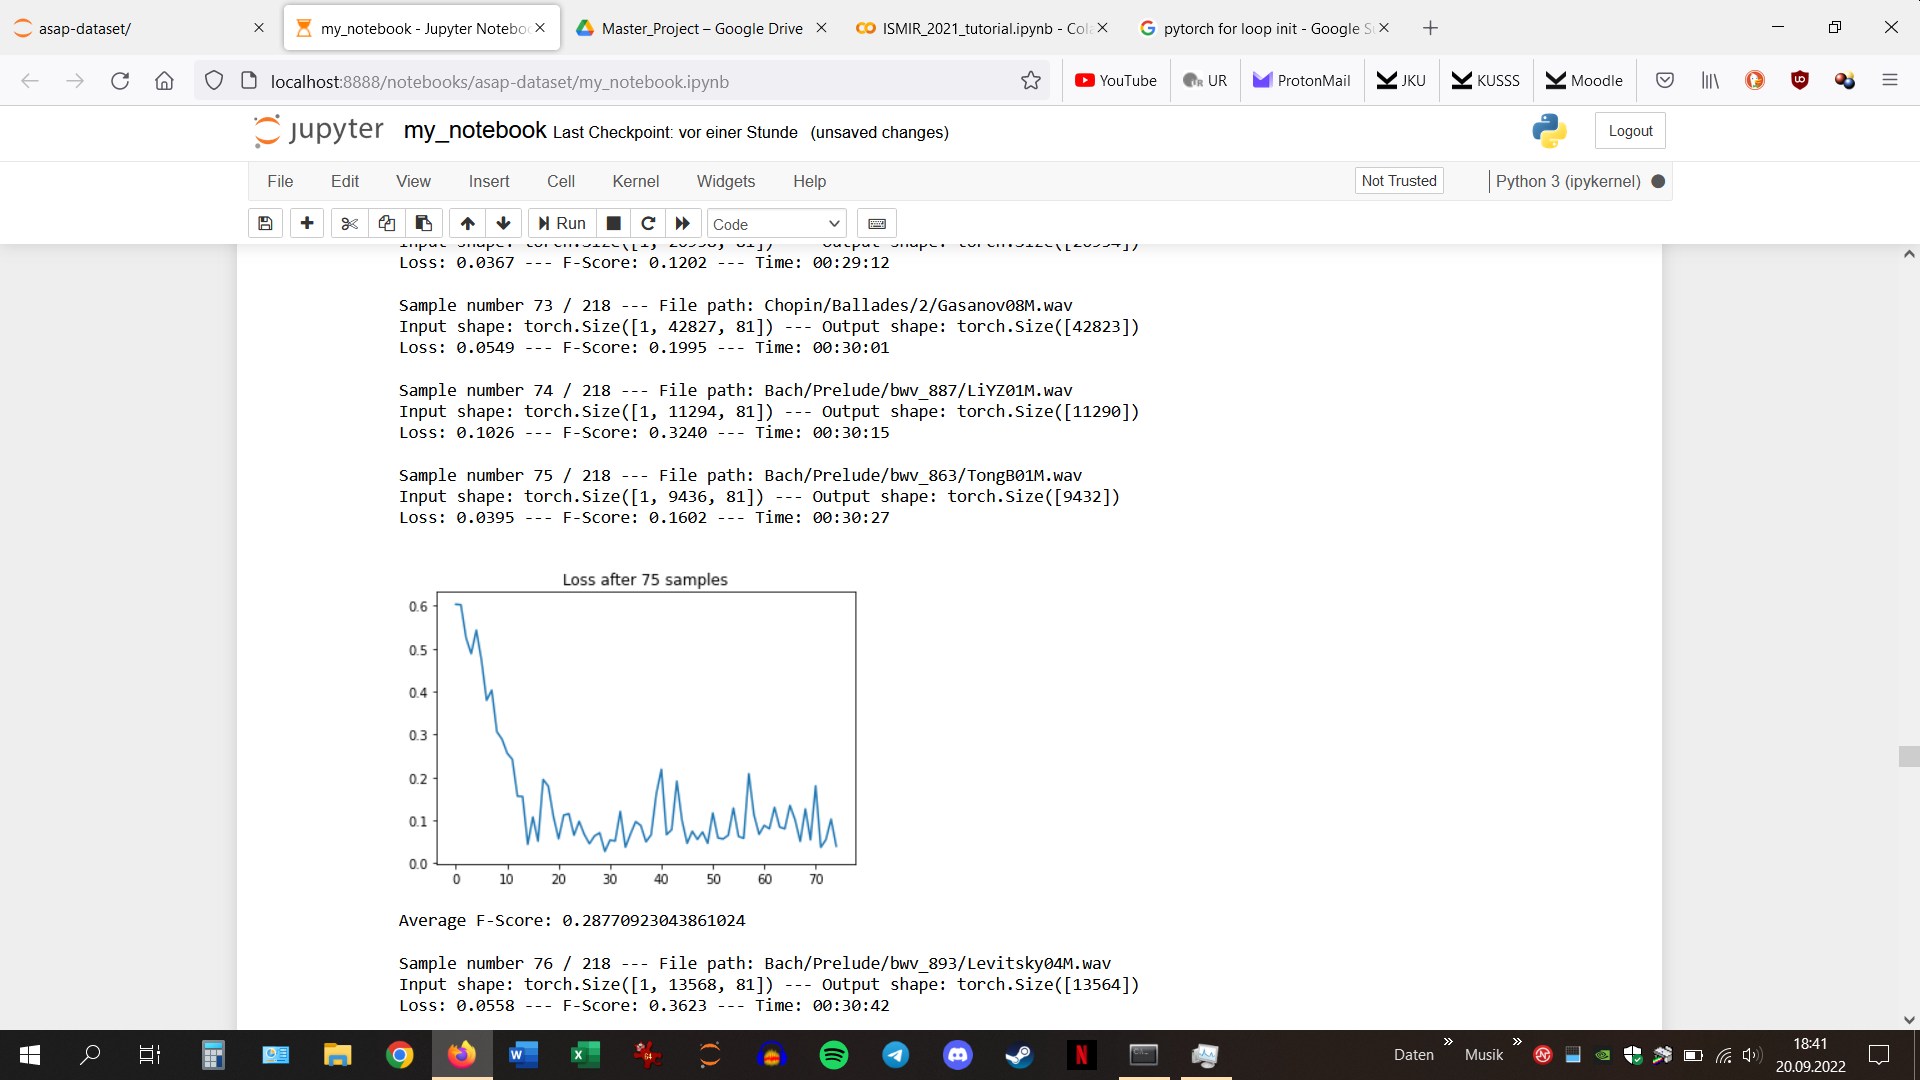 asap-dataset/
my_notebook - Jupyter Notebo
Master_Project – Google Drive
ISMIR_2021_tutorial.ipynb - Col
pytorch for loop init - Google S
localhost:8888/notebooks/asap-dataset/my_notebook.ipynb
YouTube
UR
ProtonMail
JKU
KUSSS
Moodle
jupyter
my_notebook Last Checkpoint: vor einer Stunde (unsaved changes)
Logout
File Edit View Insert Cell Kernel Widgets Help
Not Trusted
Python 3 (ipykernel)
Run
Code
Loss: 0.0367 --- F-Score: 0.1202 --- Time: 00:29:12
Sample number 73 / 218 --- File path: Chopin/Ballades/2/Gasanov08M.wav
Input shape: torch.Size([1, 42827, 81]) --- Output shape: torch.Size([42823])
Loss: 0.0549 --- F-Score: 0.1995 --- Time: 00:30:01
Sample number 74 / 218 --- File path: Bach/Prelude/bwv_887/LiYZ01M.wav
Input shape: torch.Size([1, 11294, 81]) --- Output shape: torch.Size([11290])
Loss: 0.1026 --- F-Score: 0.3240 --- Time: 00:30:15
Sample number 75 / 218 --- File path: Bach/Prelude/bwv_863/TongB01M.wav
Input shape: torch.Size([1, 9436, 81]) --- Output shape: torch.Size([9432])
Loss: 0.0395 --- F-Score: 0.1602 --- Time: 00:30:27
Loss after 75 samples
0.6
0.5
0.4
0.3
0.2
0.1
0.0
0 10 20 30 40 50 60 70
Average F-Score: 0.28770923043861024
Sample number 76 / 218 --- File path: Bach/Prelude/bwv_893/Levitsky04M.wav
Input shape: torch.Size([1, 13568, 81]) --- Output shape: torch.Size([13564])
Loss: 0.0558 --- F-Score: 0.3623 --- Time: 00:30:42
Daten
Musik
18:41
20.09.2022